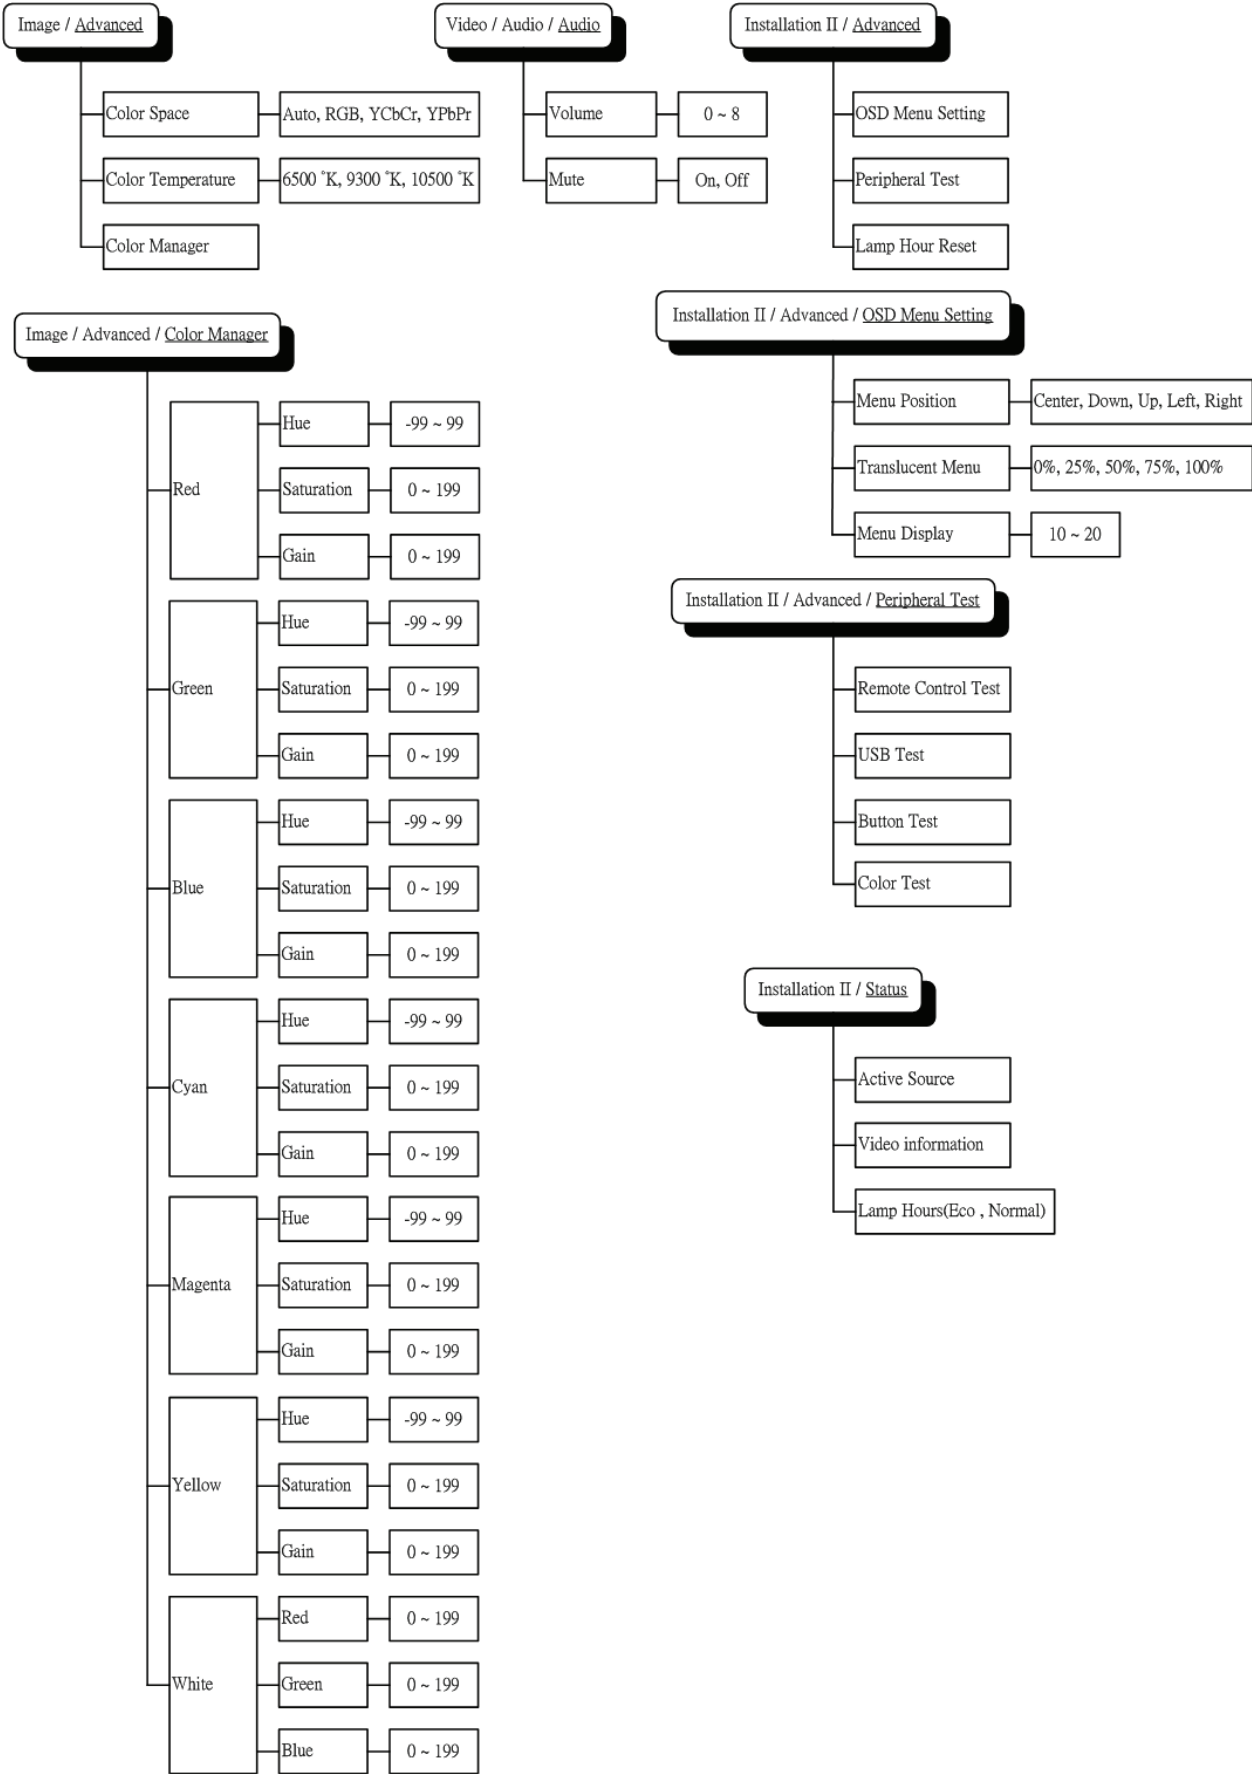 Image / Advanced
Color Space
Auto, RGB, YCbCr, YPbPr
Color Temperature
6500 ˚K, 9300 ˚K, 10500 ˚K
Color Manager
Video / Audio / Audio
Volume
0 ~ 8
Mute
On, Off
Installation II / Advanced
OSD Menu Setting
Peripheral Test
Lamp Hour Reset
Image / Advanced / Color Manager
Red
Hue
-99 ~ 99
Saturation
0 ~ 199
Gain
0 ~ 199
Green
Hue
-99 ~ 99
Saturation
0 ~ 199
Gain
0 ~ 199
Blue
Hue
-99 ~ 99
Saturation
0 ~ 199
Gain
0 ~ 199
Cyan
Hue
-99 ~ 99
Saturation
0 ~ 199
Gain
0 ~ 199
Magenta
Hue
-99 ~ 99
Saturation
0 ~ 199
Gain
0 ~ 199
Yellow
Hue
-99 ~ 99
Saturation
0 ~ 199
Gain
0 ~ 199
White
Red
0 ~ 199
Green
0 ~ 199
Blue
0 ~ 199
Installation II / Advanced / OSD Menu Setting
Menu Position
Center, Down, Up, Left, Right
Translucent Menu
0%, 25%, 50%, 75%, 100%
Menu Display
10 ~ 20
Installation II / Advanced / Peripheral Test
Remote Control Test
USB Test
Button Test
Color Test
Installation II / Status
Active Source
Video information
Lamp Hours(Eco , Normal)